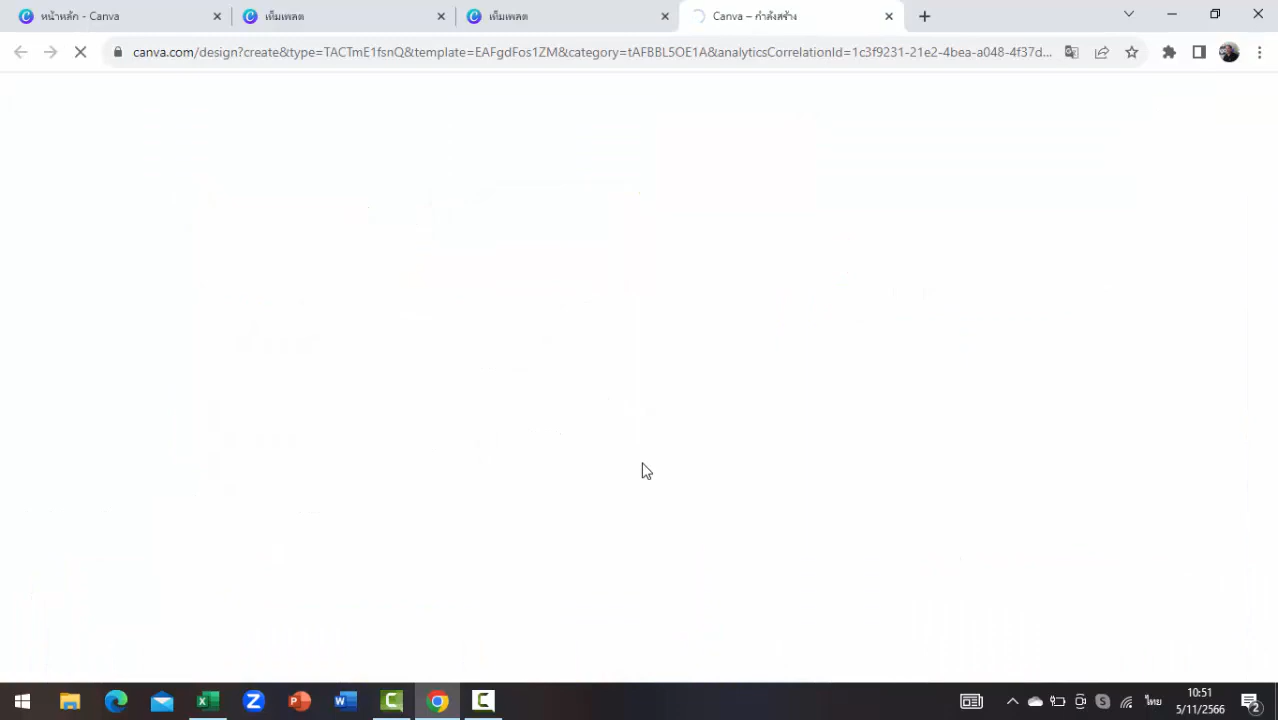 หน้าหลัก - Canva
เท็มเพลต
เท็มเพลต
Canva – กำลังสร้าง
canva.com/design?create&type=TACTmE1fsnQ&template=EAFgdFos1ZM&category=tAFBBL5OE1A&analyticsCorrelationId=1c3f9231-21e2-4bea-a048-4f37d...
ไทย
10:51
5/11/2566
2